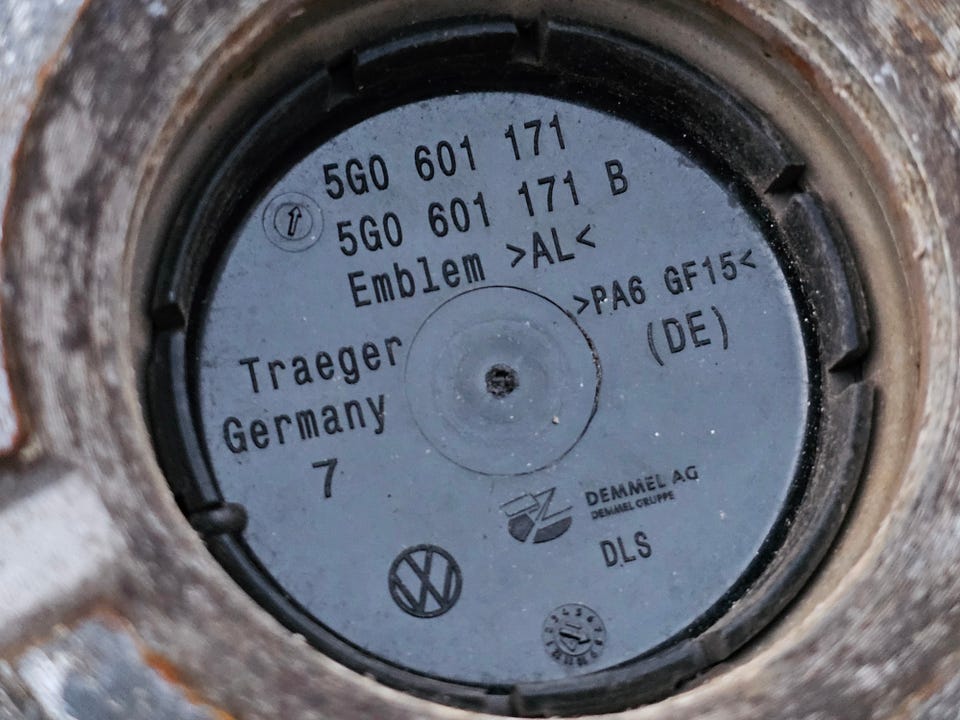 5G0 601 171
5G0 601 171 B
Emblem >AL<
>PA6 GF15<
(DE)
Traeger
Germany
7
DEMMEL AG
DEMMEL GRUPPE
DLS